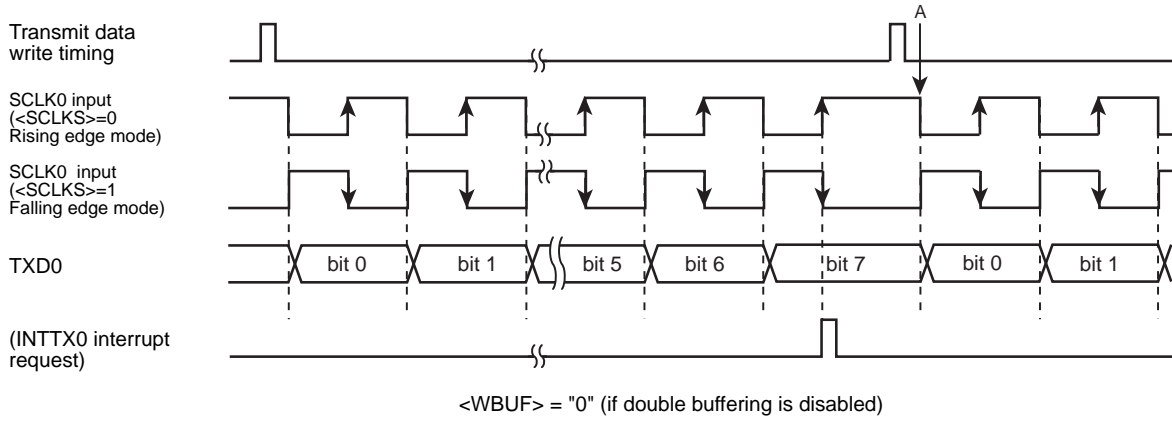 A
Transmit data
write timing
SCLK0 input
(<SCLKS>=0
Rising edge mode)
SCLK0 input
(<SCLKS>=1
Falling edge mode)
TXD0
bit 0 bit 1 bit 5 bit 6 bit 7 bit 0 bit 1
(INTTX0 interrupt
request)
<WBUF> = "0" (if double buffering is disabled)